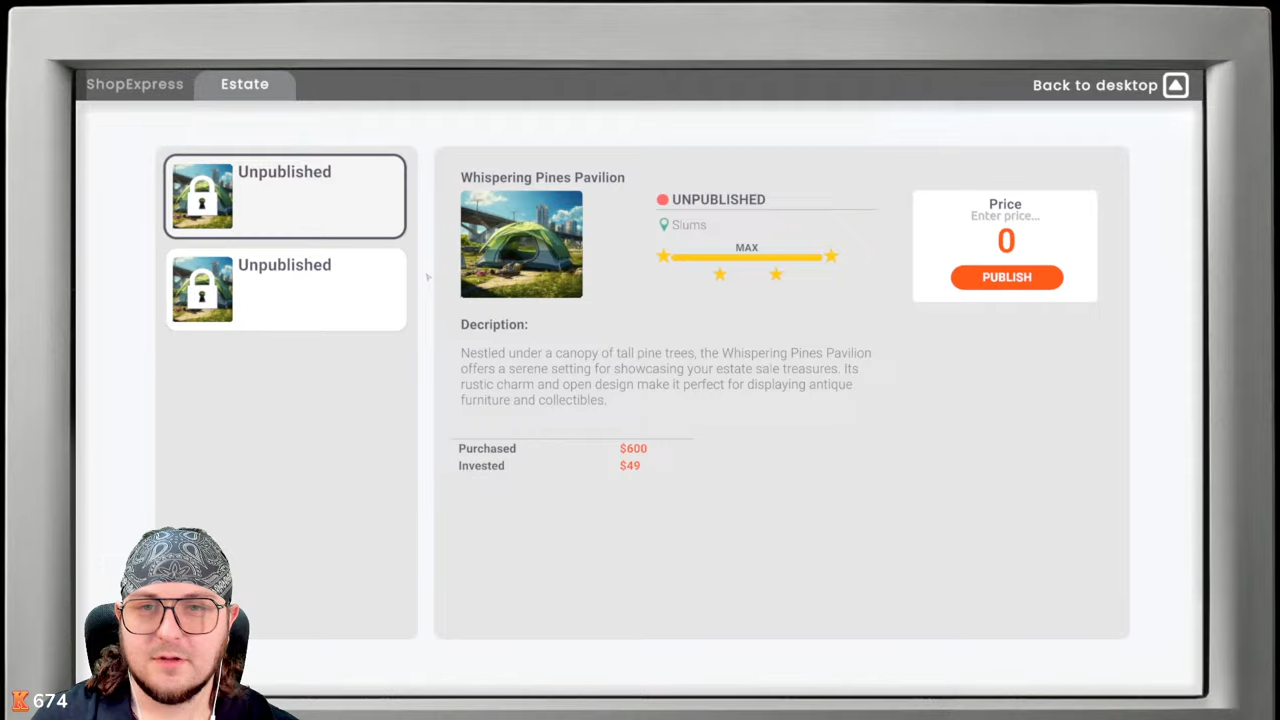 ShopExpress
Estate
Back to desktop
Unpublished
Unpublished
Whispering Pines Pavilion
UNPUBLISHED
Slums
MAX
Price
Enter price...
0
PUBLISH
Decription:
Nestled under a canopy of tall pine trees, the Whispering Pines Pavilion
offers a serene setting for showcasing your estate sale treasures. Its
rustic charm and open design make it perfect for displaying antique
furniture and collectibles.
Purchased $600
Invested $49
K 674